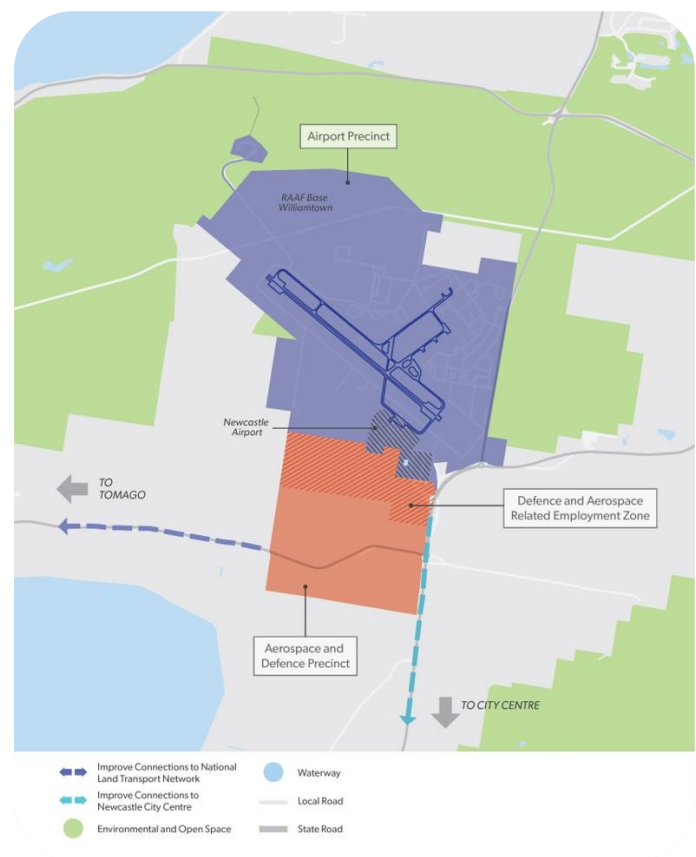 Airport Precinct
RAAF Base
Williamtown
Newcastle
Airport
TO
TOMAGO
Defence and Aerospace
Related Employment Zone
Aerospace and
Defence Precinct
TO CITY CENTRE
Improve Connections to National
Land Transport Network
Improve Connections to
Newcastle City Centre
Environmental and Open Space
Waterway
Local Road
State Road